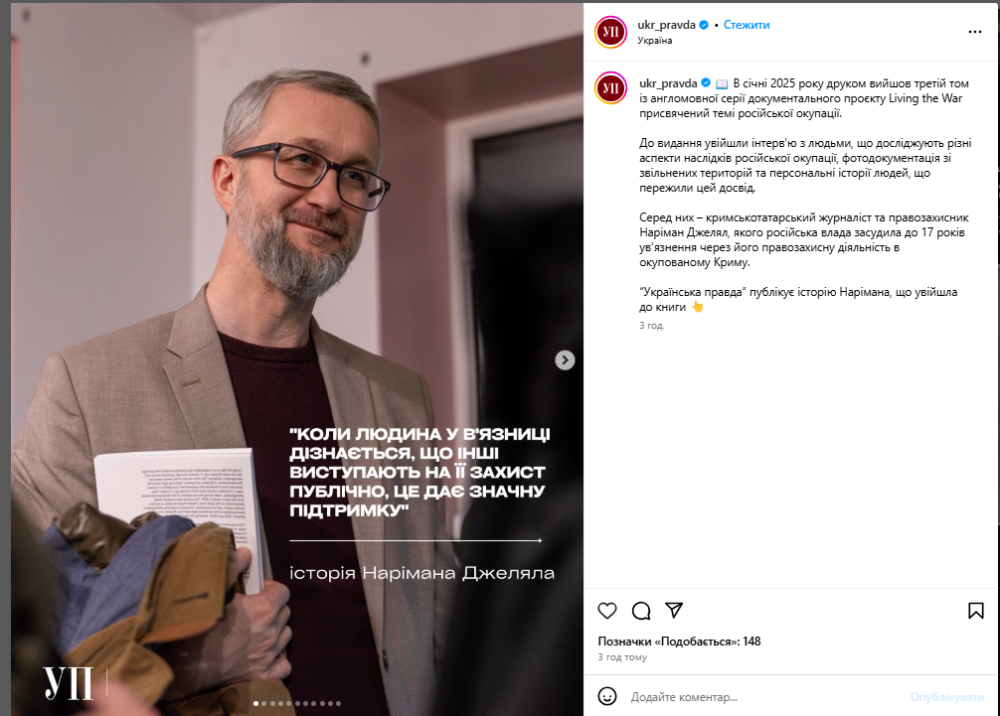 "КОЛИ ЛЮДИНА У В'ЯЗНИЦІ
ДІЗНАЄТЬСЯ, ЩО ІНШІ
ВИСТУПАЮТЬ НА ЇЇ ЗАХИСТ
ПУБЛІЧНО, ЦЕ ДАЄ ЗНАЧНУ
ПІДТРИМКУ"
історія Нарімана Джеляла
УП
УП
ukr_pravda • Стежити
Україна
УП
ukr_pravda В січні 2025 року друком вийшов третій том
із англомовної серії документального проєкту Living the War
присвячений темі російської окупації.
До видання увійшли інтерв’ю з людьми, що досліджують різні
аспекти наслідків російської окупації, фотодокументація зі
звільнених територій та персональні історії людей, що
пережили цей досвід.
Серед них – кримськотатарський журналіст та правозахисник
Наріман Джелял, якого російська влада засудила до 17 років
ув’язнення через його правозахисну діяльність в
окупованому Криму.
“Українська правда” публікує історію Нарімана, що увійшла
до книги
3 год.
Позначки «Подобається»: 148
3 год тому
Додайте коментар...
Опублікувати